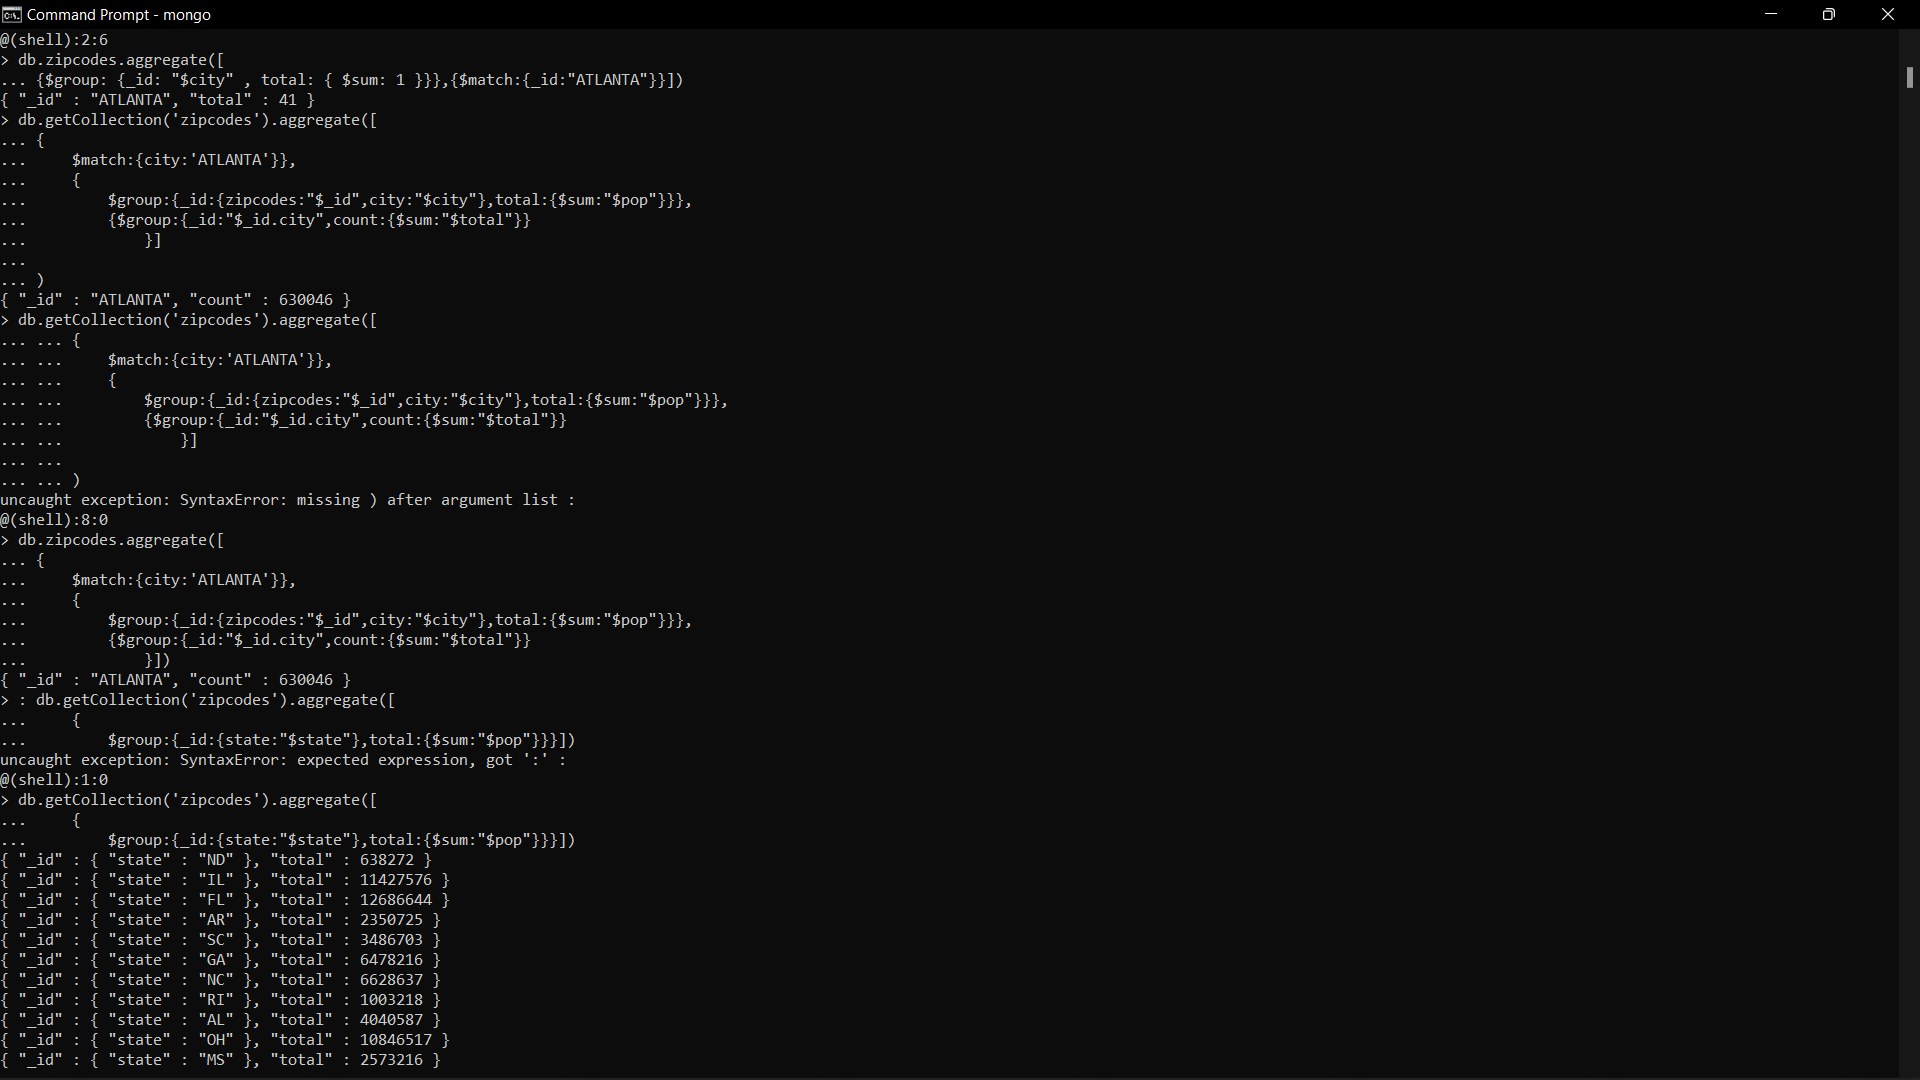 Command Prompt - mongo
@(shell):2:6
> db.zipcodes.aggregate([
... {$group: {_id: "$city" , total: { $sum: 1 }}},{$match:{_id:"ATLANTA"}}])
{ "_id" : "ATLANTA", "total" : 41 }
> db.getCollection('zipcodes').aggregate([
... {
...     $match:{city:'ATLANTA'}},
...     {
...         $group:{_id:{zipcodes:"$_id",city:"$city"},total:{$sum:"$pop"}}},
...         {$group:{_id:"$_id.city",count:{$sum:"$total"}}
...             }]
...
... )
{ "_id" : "ATLANTA", "count" : 630046 }
> db.getCollection('zipcodes').aggregate([
... ... {
... ...     $match:{city:'ATLANTA'}},
... ...     {
... ...         $group:{_id:{zipcodes:"$_id",city:"$city"},total:{$sum:"$pop"}}},
... ...         {$group:{_id:"$_id.city",count:{$sum:"$total"}}
... ...             }]
... ...
... ... )
uncaught exception: SyntaxError: missing ) after argument list :
@(shell):8:0
> db.zipcodes.aggregate([
... {
...     $match:{city:'ATLANTA'}},
...     {
...         $group:{_id:{zipcodes:"$_id",city:"$city"},total:{$sum:"$pop"}}},
...         {$group:{_id:"$_id.city",count:{$sum:"$total"}}
...             }])
{ "_id" : "ATLANTA", "count" : 630046 }
> : db.getCollection('zipcodes').aggregate([
...     {
...         $group:{_id:{state:"$state"},total:{$sum:"$pop"}}}])
uncaught exception: SyntaxError: expected expression, got ':' :
@(shell):1:0
> db.getCollection('zipcodes').aggregate([
...     {
...         $group:{_id:{state:"$state"},total:{$sum:"$pop"}}}])
{ "_id" : { "state" : "ND" }, "total" : 638272 }
{ "_id" : { "state" : "IL" }, "total" : 11427576 }
{ "_id" : { "state" : "FL" }, "total" : 12686644 }
{ "_id" : { "state" : "AR" }, "total" : 2350725 }
{ "_id" : { "state" : "SC" }, "total" : 3486703 }
{ "_id" : { "state" : "GA" }, "total" : 6478216 }
{ "_id" : { "state" : "NC" }, "total" : 6628637 }
{ "_id" : { "state" : "RI" }, "total" : 1003218 }
{ "_id" : { "state" : "AL" }, "total" : 4040587 }
{ "_id" : { "state" : "OH" }, "total" : 10846517 }
{ "_id" : { "state" : "MS" }, "total" : 2573216 }